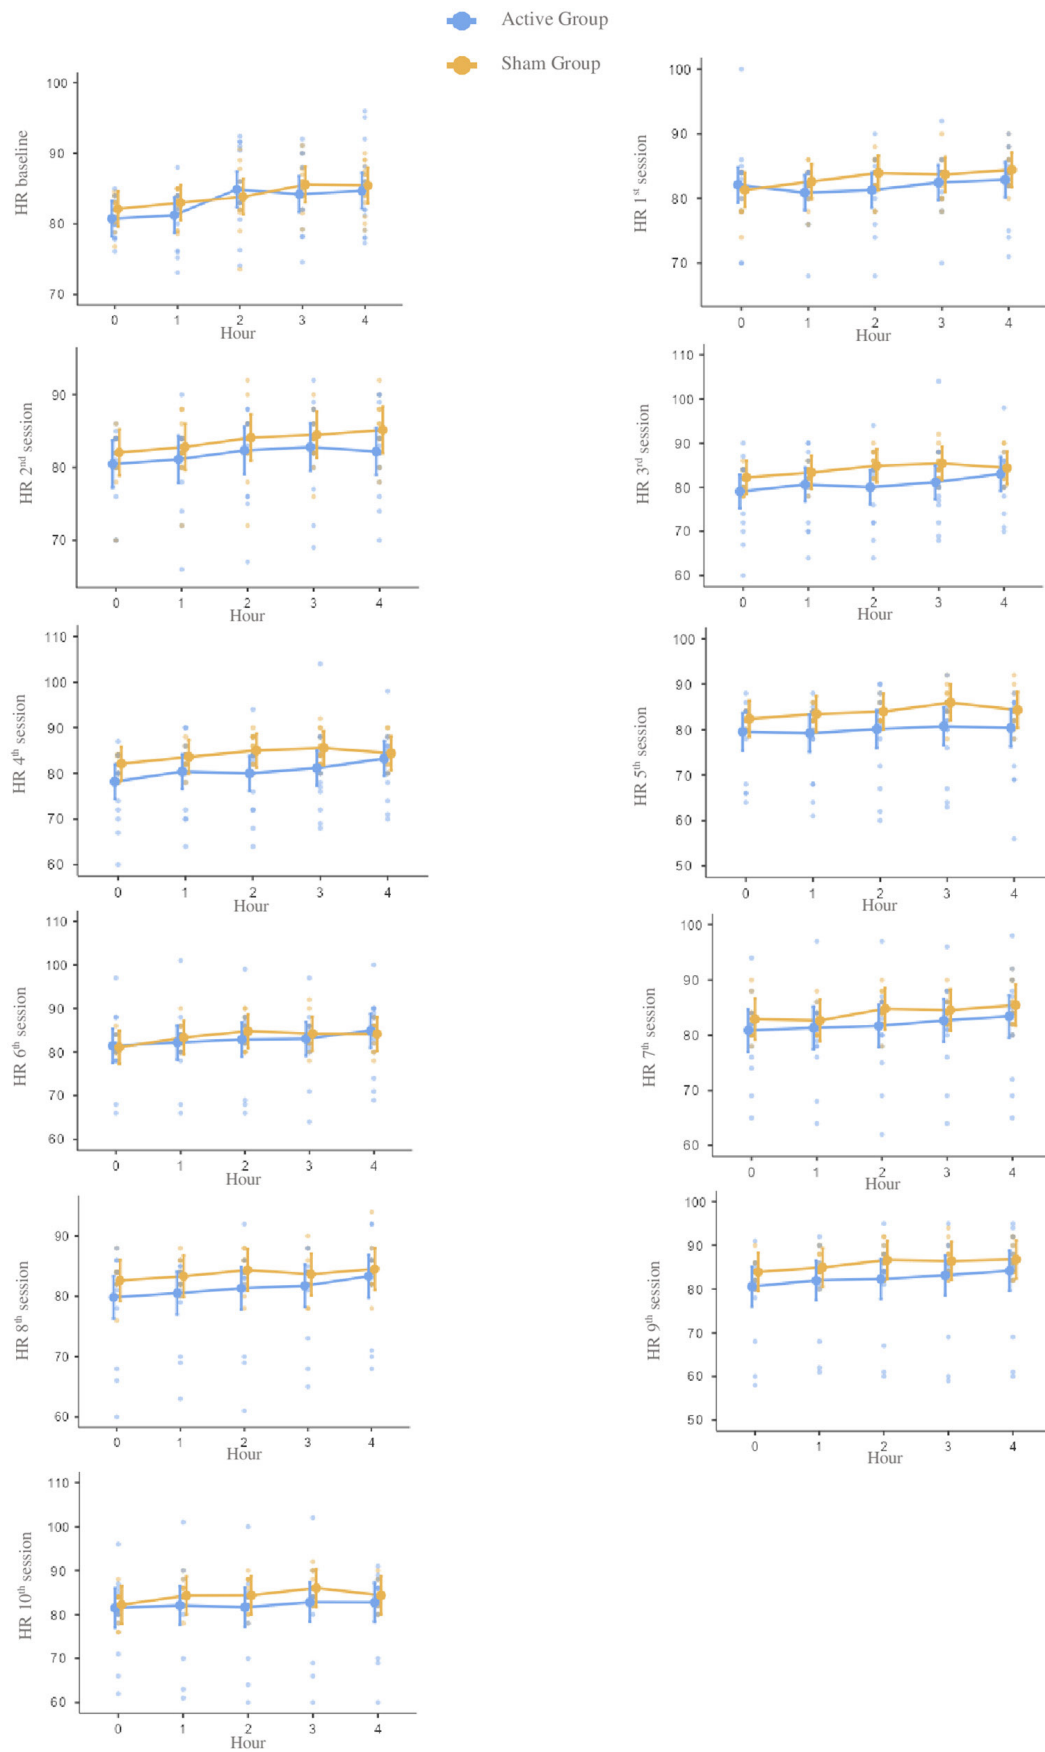 Active Group
Sham Group
HR baseline
100
90
80
70
0 1 2 3 4
Hour
HR 1st session
100
90
80
70
0 1 2 3 4
Hour
HR 2nd session
90
80
70
0 1 2 3 4
Hour
HR 3rd session
110
100
90
80
70
60
0 1 2 3 4
Hour
HR 4th session
110
100
90
80
70
60
0 1 2 3 4
Hour
HR 5th session
100
90
80
70
60
50
0 1 2 3 4
Hour
HR 6th session
110
100
90
80
70
60
0 1 2 3 4
Hour
HR 7th session
100
90
80
70
60
0 1 2 3 4
Hour
HR 8th session
90
80
70
60
0 1 2 3 4
Hour
HR 9th session
100
90
80
70
60
50
0 1 2 3 4
Hour
HR 10th session
110
100
90
80
70
60
0 1 2 3 4
Hour